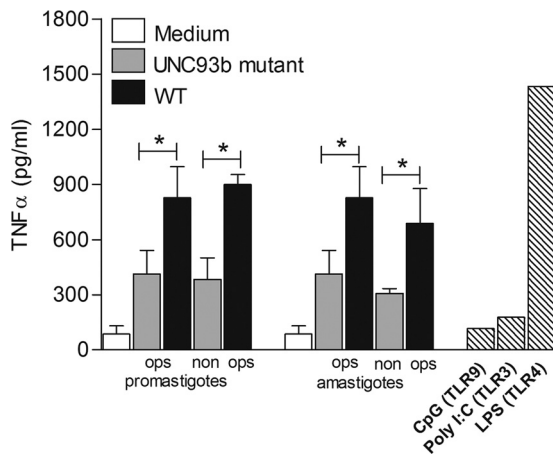 1800
1500
1200
900
600
300
0
TNFα (pg/ml)
Medium
UNC93b mutant
WT
* * * *
ops non ops ops non ops
promastigotes amastigotes
CpG (TLR9)
Poly I:C (TLR3)
LPS (TLR4)